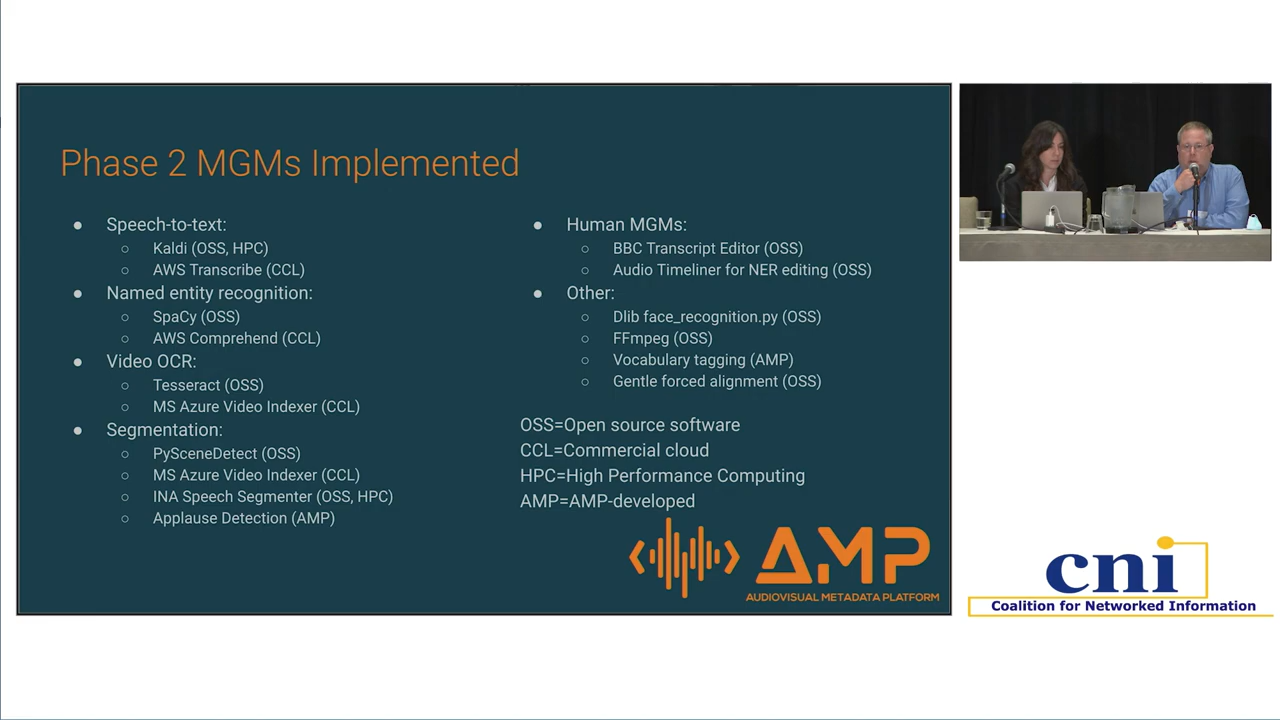 Phase 2 MGMs Implemented
● Speech-to-text:
○ Kaldi (OSS, HPC)
○ AWS Transcribe (CCL)
● Named entity recognition:
○ SpaCy (OSS)
○ AWS Comprehend (CCL)
● Video OCR:
○ Tesseract (OSS)
○ MS Azure Video Indexer (CCL)
● Segmentation:
○ PySceneDetect (OSS)
○ MS Azure Video Indexer (CCL)
○ INA Speech Segmenter (OSS, HPC)
○ Applause Detection (AMP)
● Human MGMs:
○ BBC Transcript Editor (OSS)
○ Audio Timeliner for NER editing (OSS)
● Other:
○ Dlib face_recognition.py (OSS)
○ FFmpeg (OSS)
○ Vocabulary tagging (AMP)
○ Gentle forced alignment (OSS)
OSS=Open source software
CCL=Commercial cloud
HPC=High Performance Computing
AMP=AMP-developed
AMP
AUDIOVISUAL METADATA PLATFORM
cni
Coalition for Networked Information